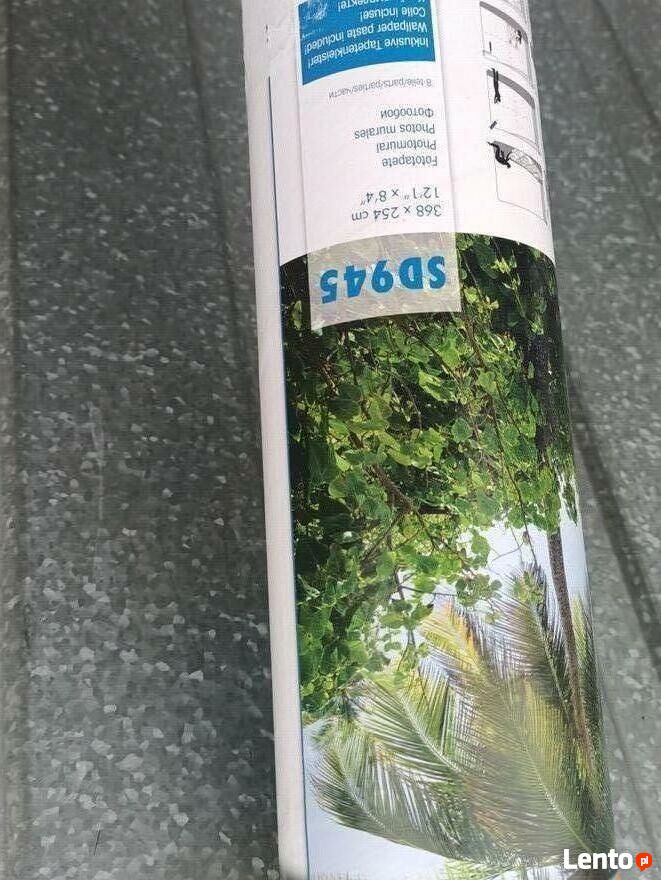 SD945
368 x 254 cm
12'1" x 8'4"
Fototapete
Photomural
Photos murales
Фотообои
8-teile/parts/parties/части
Inklusive Tapetenkleister!
Wallpaper paste included!
Colle incluse!
Lento.pl